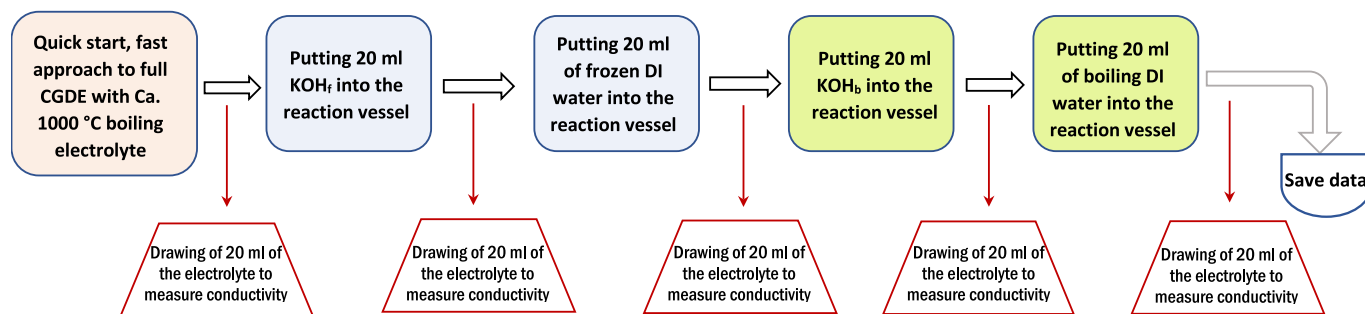 Quick start, fast
approach to full
CGDE with Ca.
1000 °C boiling
electrolyte
Putting 20 ml
KOHf into the
reaction vessel
Putting 20 ml
of frozen DI
water into the
reaction vessel
Putting 20 ml
KOHb into the
reaction vessel
Putting 20 ml
of boiling DI
water into the
reaction vessel
Save data
Drawing of 20 ml of
the electrolyte to
measure conductivity
Drawing of 20 ml of
the electrolyte to
measure conductivity
Drawing of 20 ml of
the electrolyte to
measure conductivity
Drawing of 20 ml of
the electrolyte to
measure conductivity
Drawing of 20 ml of
the electrolyte to
measure conductivity